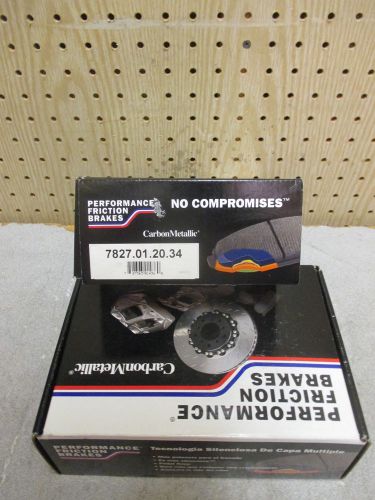 PERFORMANCE
FRICTION
BRAKES
NO COMPROMISES™
CarbonMetallic®
7827.01.20.34
CarbonMetallic®
PERFORMANCE®
FRICTION
BRAKES
PERFORMANCE
FRICTION
BRAKES
Tecnología Silenciosa De Capa Multiple